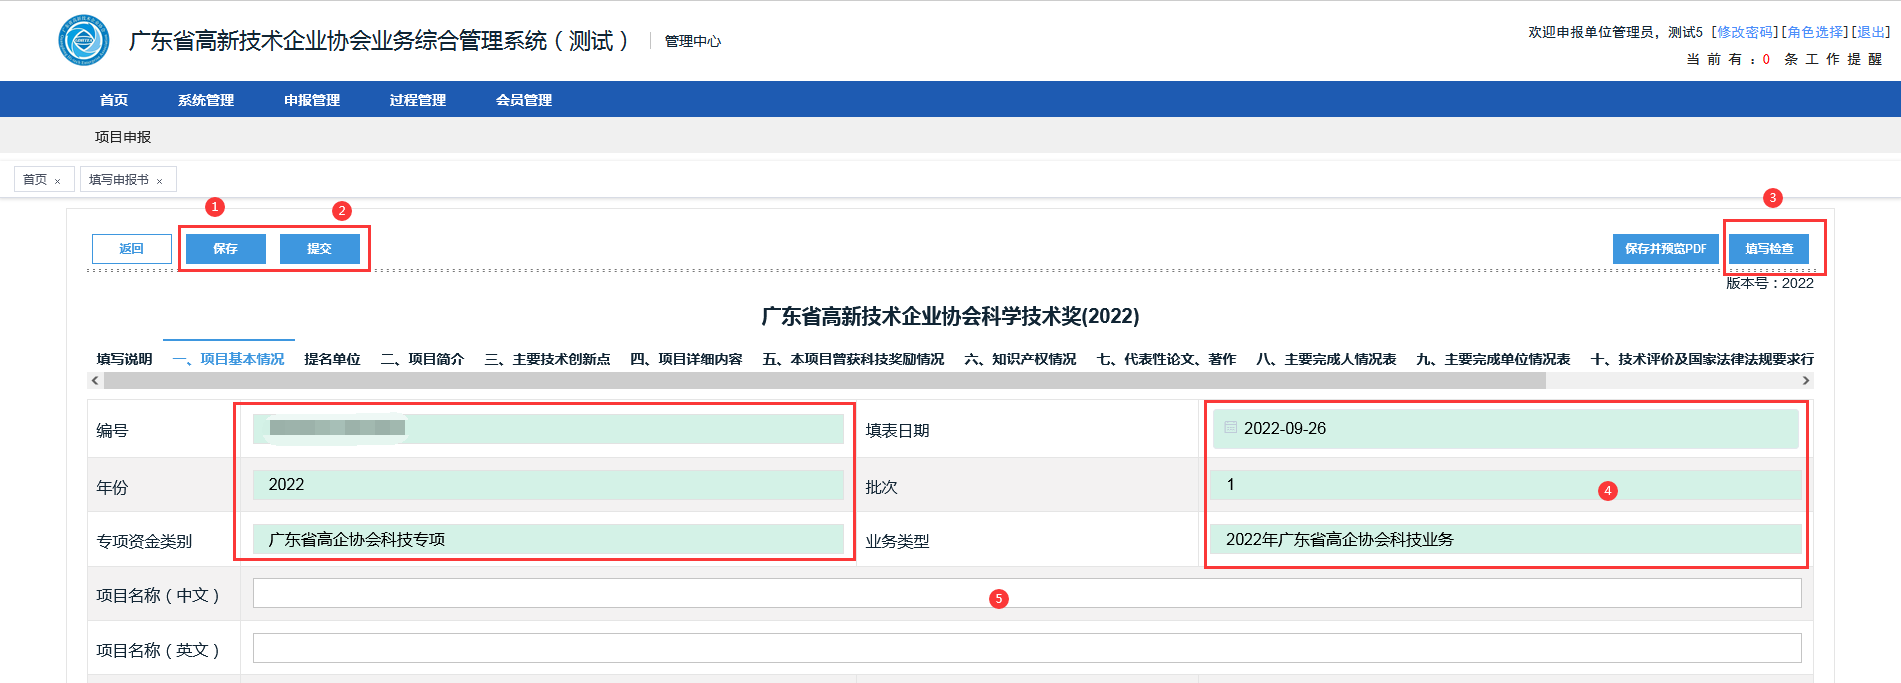 广东省高新技术企业协会业务综合管理系统（测试） 管理中心
欢迎申报单位管理员，测试5 [修改密码][角色选择][退出]
当前有：0 条工作提醒
首页 系统管理 申报管理 过程管理 会员管理
项目申报
首页 × 填写申报书 ×
1 2 3
返回 保存 提交 保存并预览PDF 填写检查
版本号：2022
广东省高新技术企业协会科学技术奖(2022)
填写说明 一、项目基本情况 提名单位 二、项目简介 三、主要技术创新点 四、项目详细内容 五、本项目曾获科技奖励情况 六、知识产权情况 七、代表性论文、著作 八、主要完成人情况表 九、主要完成单位情况表 十、技术评价及国家法律法规要求行
编号 填表日期 2022-09-26
年份 2022 批次 1 4
专项资金类别 广东省高企协会科技专项 业务类型 2022年广东省高企协会科技业务
项目名称（中文） 5
项目名称（英文）